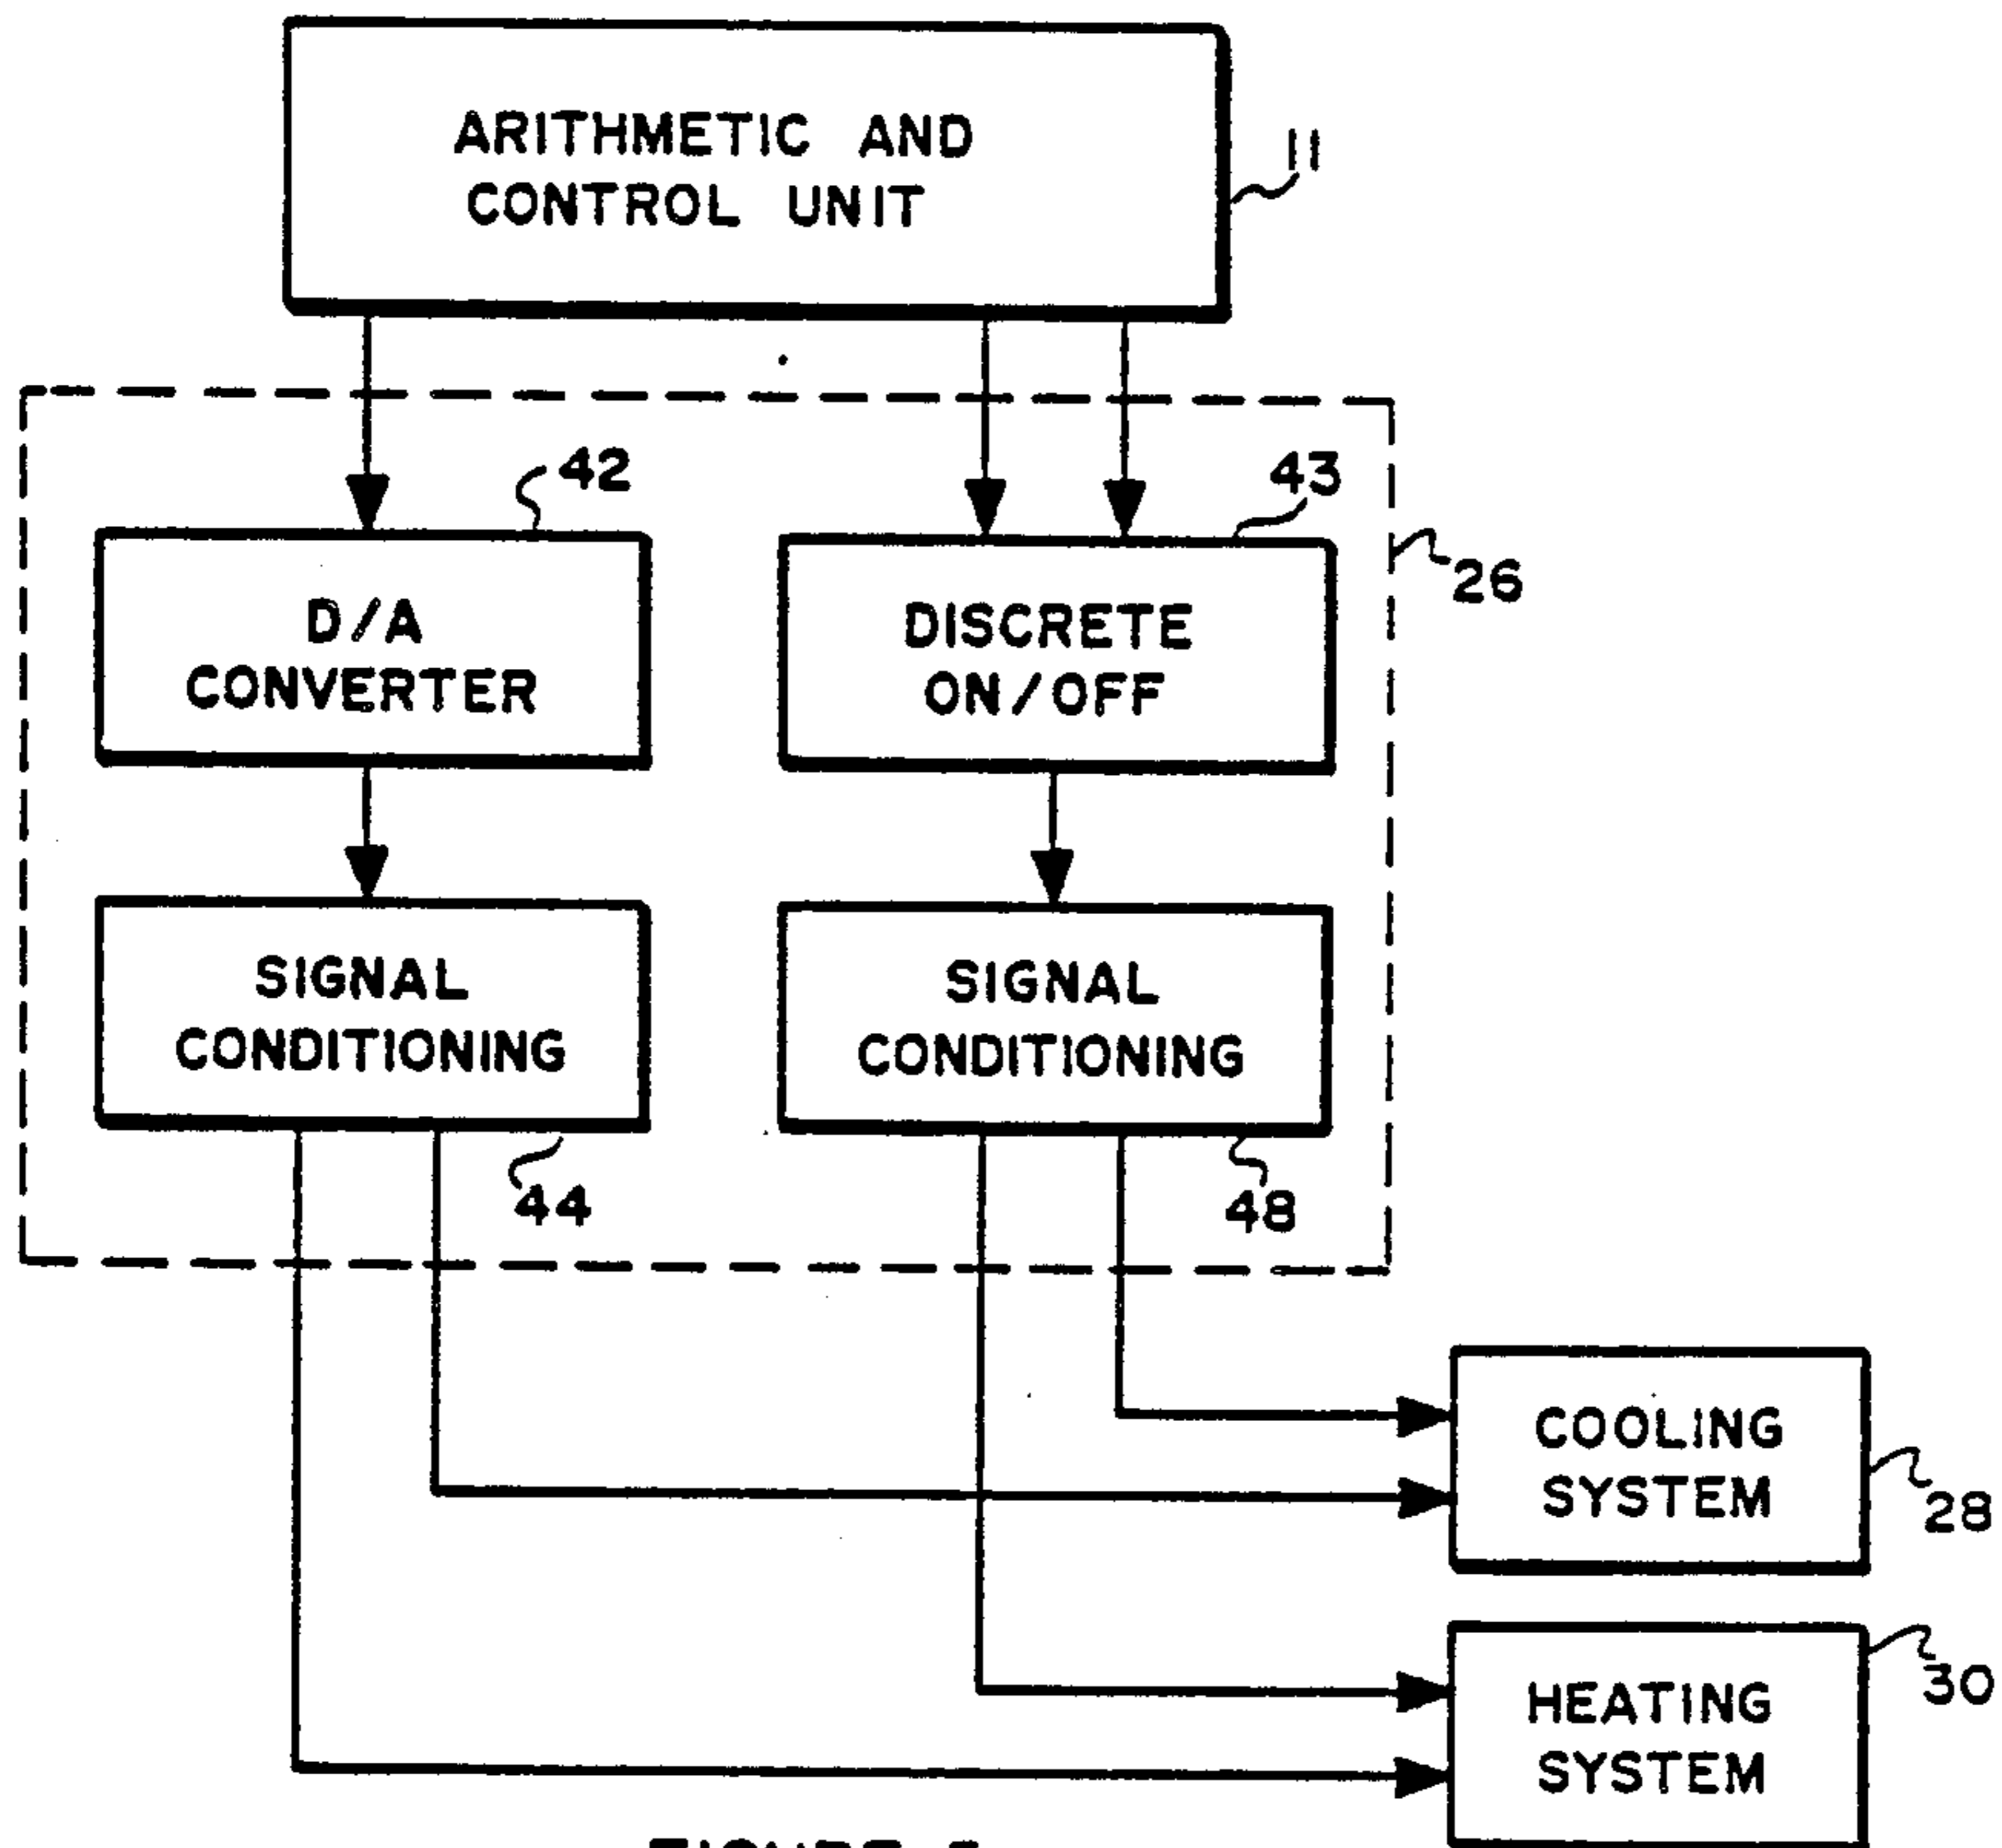 ARITHMETIC AND
CONTROL UNIT
11
42
43
D/A
CONVERTER
DISCRETE
ON/OFF
26
SIGNAL
CONDITIONING
SIGNAL
CONDITIONING
44
48
COOLING
SYSTEM
28
HEATING
SYSTEM
30